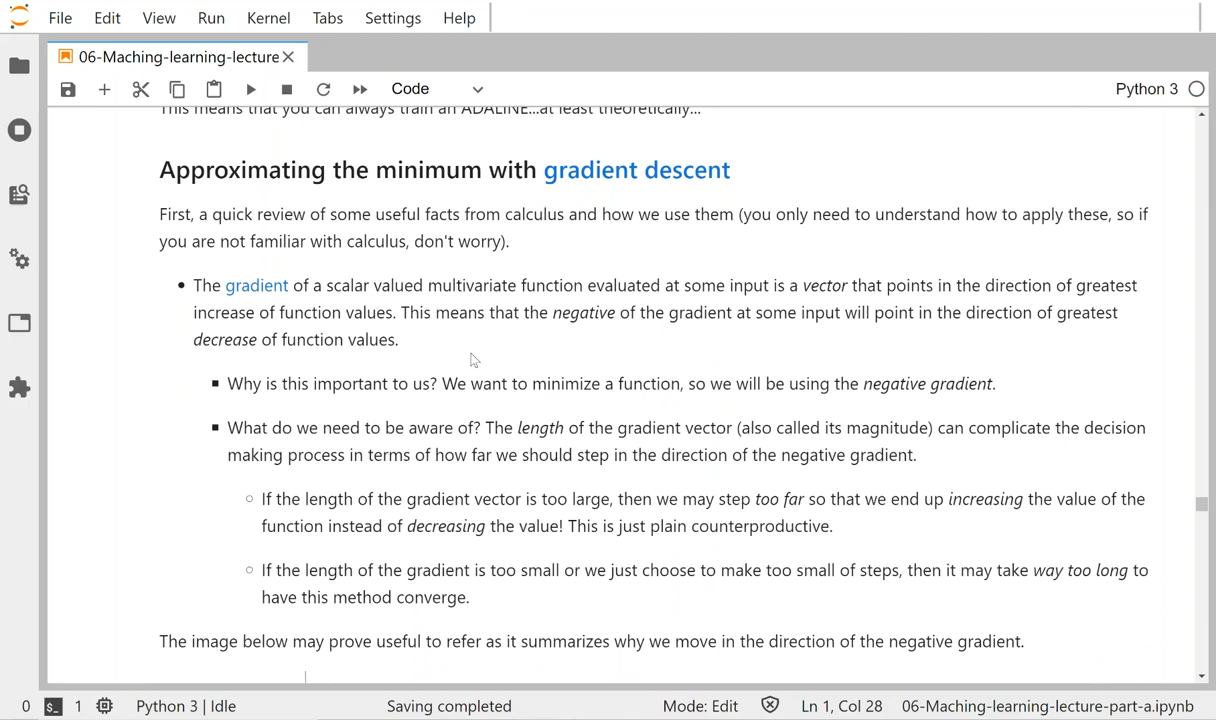 File Edit View Run Kernel Tabs Settings Help
06-Maching-learning-lecture
Code
Python 3
This means that you can always train an ADALINE...at least theoretically...
Approximating the minimum with gradient descent
First, a quick review of some useful facts from calculus and how we use them (you only need to understand how to apply these, so if
you are not familiar with calculus, don't worry).
• The gradient of a scalar valued multivariate function evaluated at some input is a vector that points in the direction of greatest
increase of function values. This means that the negative of the gradient at some input will point in the direction of greatest
decrease of function values.
▪ Why is this important to us? We want to minimize a function, so we will be using the negative gradient.
▪ What do we need to be aware of? The length of the gradient vector (also called its magnitude) can complicate the decision
making process in terms of how far we should step in the direction of the negative gradient.
○ If the length of the gradient vector is too large, then we may step too far so that we end up increasing the value of the
function instead of decreasing the value! This is just plain counterproductive.
○ If the length of the gradient is too small or we just choose to make too small of steps, then it may take way too long to
have this method converge.
The image below may prove useful to refer as it summarizes why we move in the direction of the negative gradient.
0 $_ 1 Python 3 | Idle Saving completed Mode: Edit Ln 1, Col 28 06-Maching-learning-lecture-part-a.ipynb